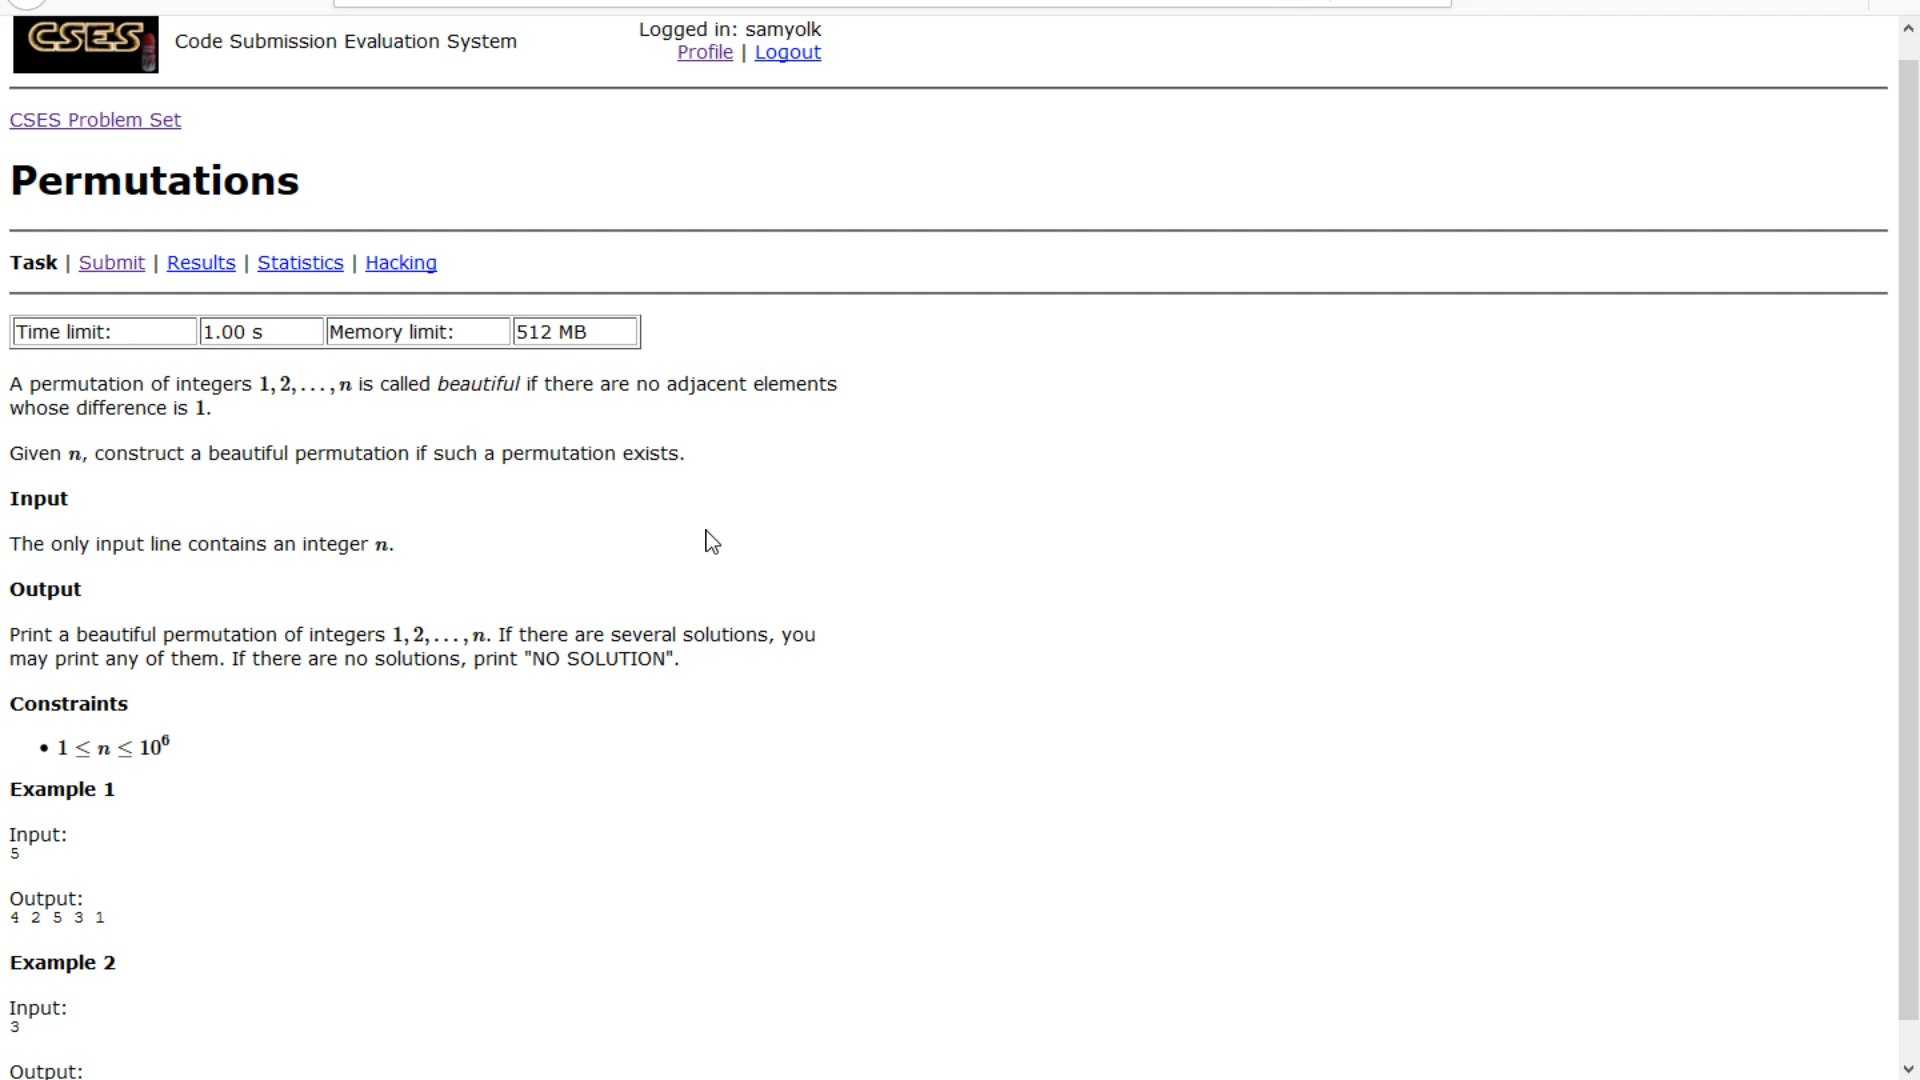 CSES Code Submission Evaluation System
Logged in: samyolk
Profile | Logout
CSES Problem Set
Permutations
Task | Submit | Results | Statistics | Hacking
Time limit: 1.00 s Memory limit: 512 MB
A permutation of integers 1, 2, …, n is called beautiful if there are no adjacent elements
whose difference is 1.
Given n, construct a beautiful permutation if such a permutation exists.
Input
The only input line contains an integer n.
Output
Print a beautiful permutation of integers 1, 2, …, n. If there are several solutions, you
may print any of them. If there are no solutions, print "NO SOLUTION".
Constraints
• 1 ≤ n ≤ 10⁶
Example 1
Input:
5
Output:
4 2 5 3 1
Example 2
Input:
3
Output: